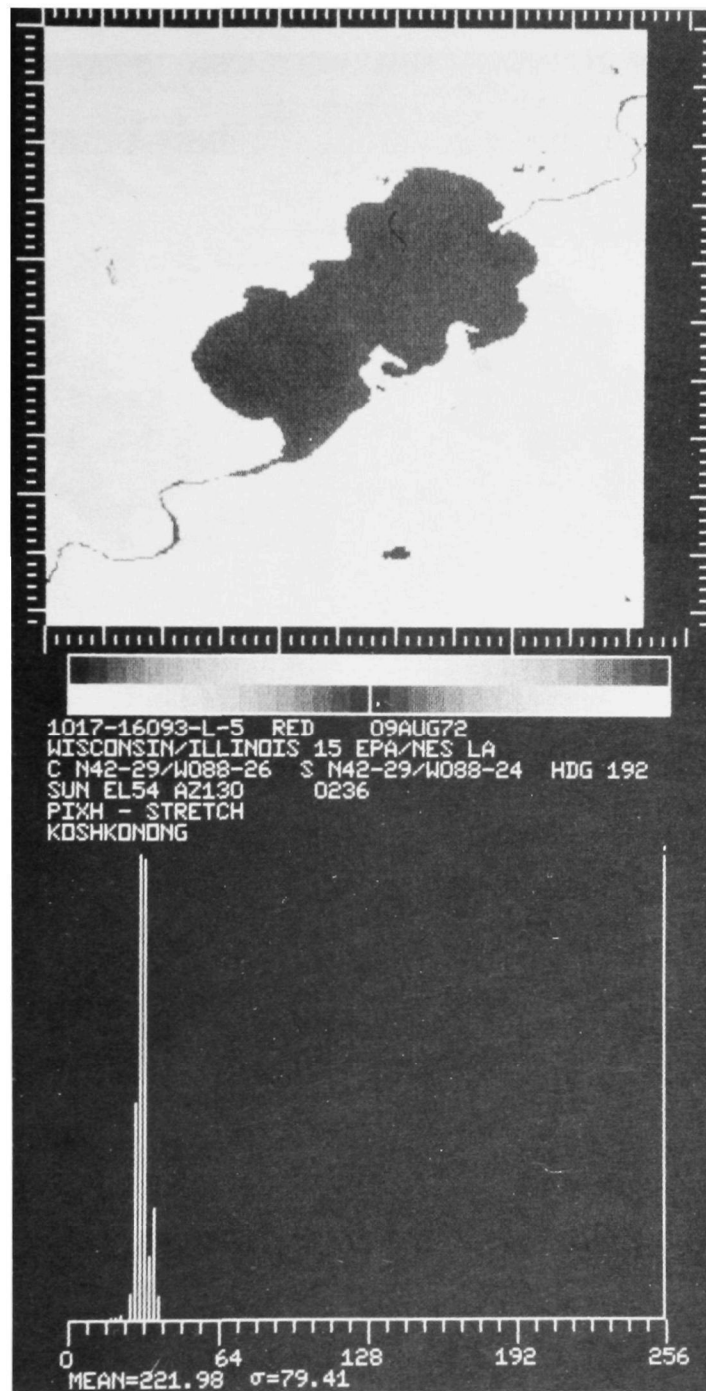 1017-16093-L-5 RED 09AUG72
WISCONSIN/ILLINOIS 15 EPA/NES LA
C N42-29/W088-26 S N42-29/W088-24 HDG 192
SUN EL54 AZ130 0236
PIXH - STRETCH
KOSHKONONG
0 64 128 192 256
MEAN=221.98 σ=79.41